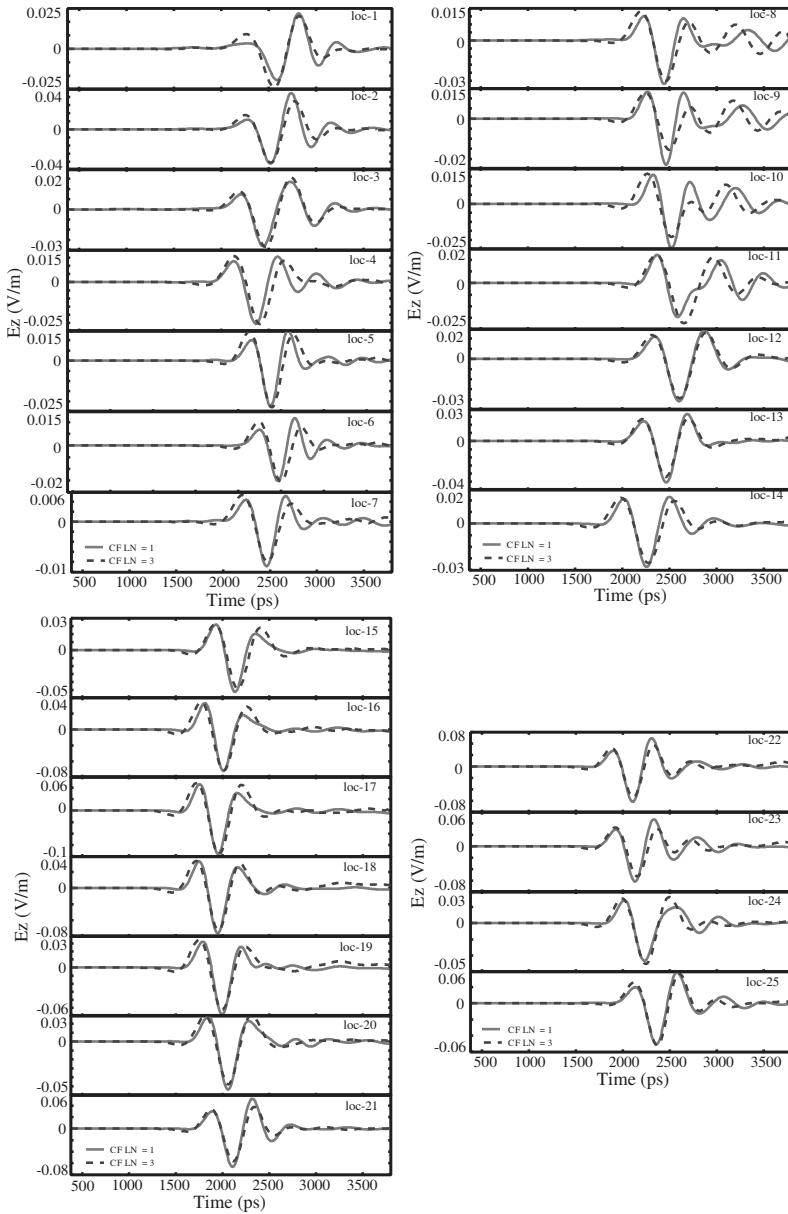 0.025
loc-1
0
-0.025
0.04
loc-2
0
-0.04
0.02
loc-3
0
-0.03
0.015
loc-4
0
-0.025
0.015
loc-5
0
-0.025
0.015
loc-6
0
-0.02
0.006
loc-7
0
-0.01
CFLN = 1
CFLN = 3
500 1000 1500 2000 2500 3000 3500
Time (ps)
Ez (V/m)
0.015
loc-8
0
-0.03
0.015
loc-9
0
-0.02
0.015
loc-10
0
-0.025
0.02
loc-11
0
-0.025
0.02
loc-12
0
-0.03
0.03
loc-13
0
-0.04
0.02
loc-14
0
-0.03
CFLN = 1
CFLN = 3
500 1000 1500 2000 2500 3000 3500
Time (ps)
Ez (V/m)
0.03
loc-15
0
-0.05
0.04
loc-16
0
-0.08
0.06
loc-17
0
-0.1
0.04
loc-18
0
-0.08
0.03
loc-19
0
-0.06
0.03
loc-20
0
-0.05
0.06
loc-21
0
-0.08
CFLN = 1
CFLN = 3
500 1000 1500 2000 2500 3000 3500
Time (ps)
Ez (V/m)
0.08
loc-22
0
-0.08
0.06
loc-23
0
-0.08
0.03
loc-24
0
-0.05
0.06
loc-25
0
-0.06
CFLN = 1
CFLN = 3
500 1000 1500 2000 2500 3000 3500
Time (ps)
Ez (V/m)